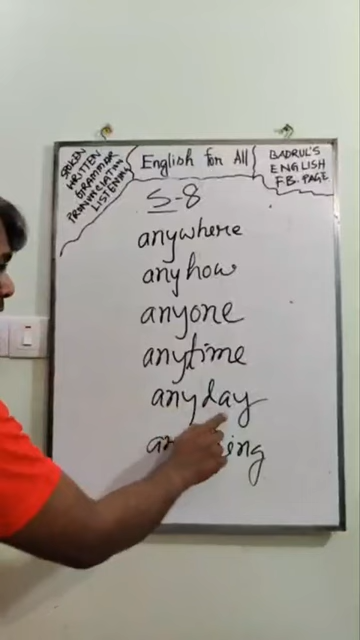 SPOKEN
WRITTEN
GRAMMAR
PRONUNCIATION
LISTENING
English for All
BADRUL'S
ENGLISH
F.B. PAGE
S-8
anywhere
anyhow
anyone
anytime
anyday